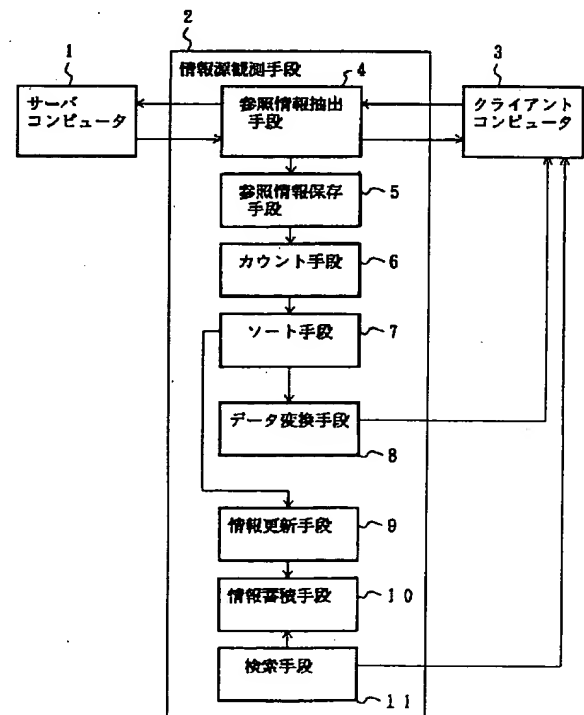 2
1
情報源観測手段
4
3
サーバ
コンピュータ
参照情報抽出
手段
クライアント
コンピュータ
参照情報保存
手段
5
カウント手段
6
ソート手段
7
データ変換手段
8
情報更新手段
9
情報蓄積手段
10
検索手段
11